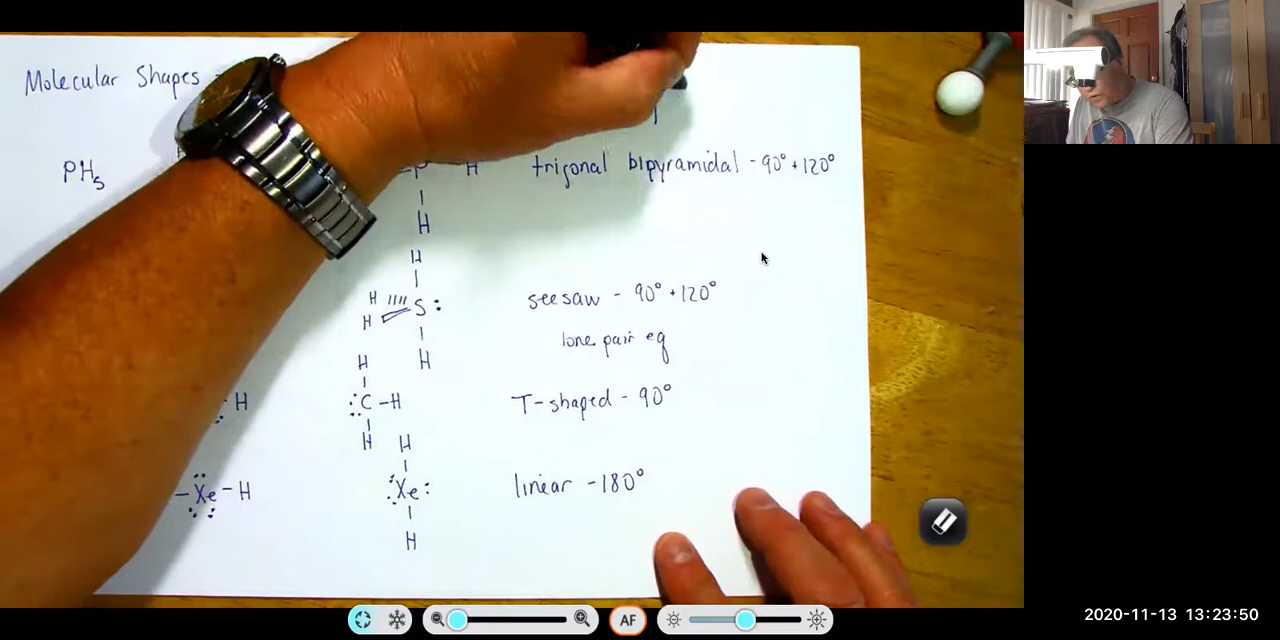 Molecular Shapes
PH5
P - H
trigonal bipyramidal - 90° + 120°
H
H
H S :
H
H
seesaw - 90° + 120°
lone pair eq
H
H
: C - H
H
T-shaped - 90°
- Xe - H
H
Xe :
H
linear - 180°
AF
2020-11-13 13:23:50